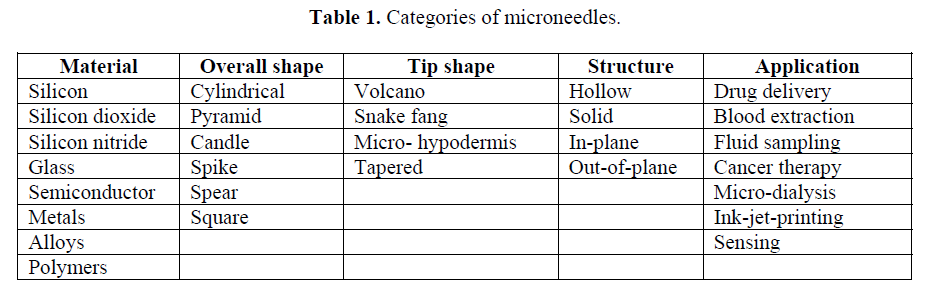 Table 1. Categories of microneedles.
Material Overall shape Tip shape Structure Application
Silicon Cylindrical Volcano Hollow Drug delivery
Silicon dioxide Pyramid Snake fang Solid Blood extraction
Silicon nitride Candle Micro- hypodermis In-plane Fluid sampling
Glass Spike Tapered Out-of-plane Cancer therapy
Semiconductor Spear Micro-dialysis
Metals Square Ink-jet-printing
Alloys Sensing
Polymers